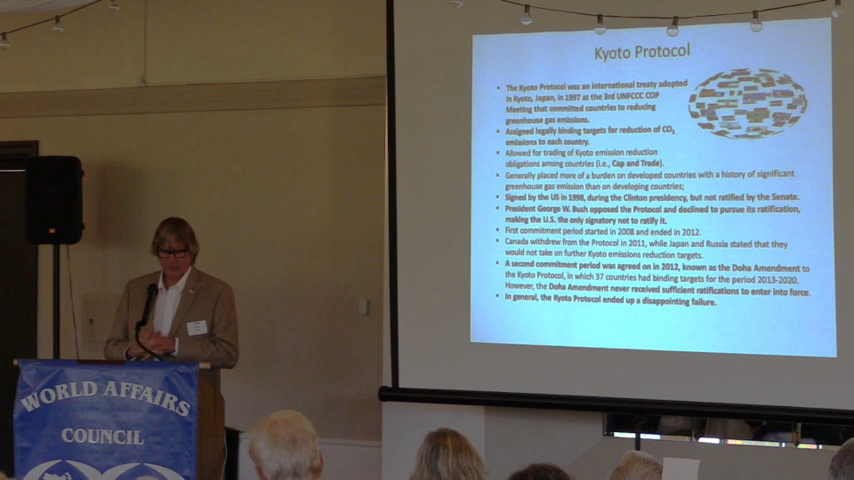 Kyoto Protocol
• The Kyoto Protocol was an international treaty adopted
in Kyoto, Japan, in 1997 at the 3rd UNFCCC COP
Meeting that committed countries to reducing
greenhouse gas emissions.
• Assigned legally binding targets for reduction of CO₂
emissions to each country.
• Allowed for trading of Kyoto emission reduction
obligations among countries (i.e., Cap and Trade).
• Generally placed more of a burden on developed countries with a history of significant
greenhouse gas emission than on developing countries;
• Signed by the US in 1998, during the Clinton presidency, but not ratified by the Senate.
• President George W. Bush opposed the Protocol and declined to pursue its ratification,
making the U.S. the only signatory not to ratify it.
• First commitment period started in 2008 and ended in 2012.
• Canada withdrew from the Protocol in 2011, while Japan and Russia stated that they
would not take on further Kyoto emissions reduction targets.
• A second commitment period was agreed on in 2012, known as the Doha Amendment to
the Kyoto Protocol, in which 37 countries had binding targets for the period 2013-2020.
However, the Doha Amendment never received sufficient ratifications to enter into force.
• In general, the Kyoto Protocol ended up a disappointing failure.
WORLD AFFAIRS
COUNCIL